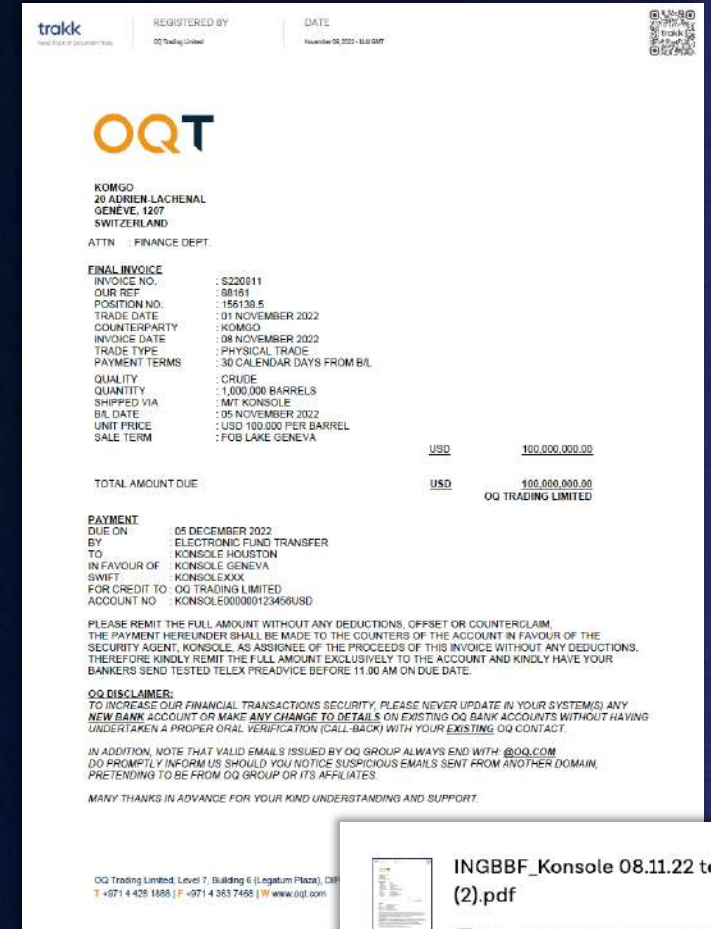 trakk
REGISTERED BY
DATE
Keep Track of Document Trails
OQ Trading Limited
trakk
OQT
KOMGO
20 ADRIEN-LACHENAL
GENÈVE, 1207
SWITZERLAND
ATTN : FINANCE DEPT.
FINAL INVOICE
INVOICE NO. : S220811
OUR REF : 88161
POSITION NO. : 156138.5
TRADE DATE : 01 NOVEMBER 2022
COUNTERPARTY : KOMGO
INVOICE DATE : 08 NOVEMBER 2022
TRADE TYPE : PHYSICAL TRADE
PAYMENT TERMS : 30 CALENDAR DAYS FROM B/L
QUALITY : CRUDE
QUANTITY : 1,000,000 BARRELS
SHIPPED VIA : M/T KONSOLE
B/L DATE : 05 NOVEMBER 2022
UNIT PRICE : USD 100.000 PER BARREL
SALE TERM : FOB LAKE GENEVA
USD 100,000,000.00
TOTAL AMOUNT DUE USD 100,000,000.00
OQ TRADING LIMITED
PAYMENT
DUE ON : 05 DECEMBER 2022
BY : ELECTRONIC FUND TRANSFER
TO : KONSOLE HOUSTON
IN FAVOUR OF : KONSOLE GENEVA
SWIFT : KONSOLEXXX
FOR CREDIT TO : OQ TRADING LIMITED
ACCOUNT NO : KONSOLE000000123456USD
PLEASE REMIT THE FULL AMOUNT WITHOUT ANY DEDUCTIONS, OFFSET OR COUNTERCLAIM,
THE PAYMENT HEREUNDER SHALL BE MADE TO THE COUNTERS OF THE ACCOUNT IN FAVOUR OF THE
SECURITY AGENT, KONSOLE, AS ASSIGNEE OF THE PROCEEDS OF THIS INVOICE WITHOUT ANY DEDUCTIONS.
THEREFORE KINDLY REMIT THE FULL AMOUNT EXCLUSIVELY TO THE ACCOUNT AND KINDLY HAVE YOUR
BANKERS SEND TESTED TELEX PREADVICE BEFORE 11.00 AM ON DUE DATE.
OQ DISCLAIMER:
TO INCREASE OUR FINANCIAL TRANSACTIONS SECURITY, PLEASE NEVER UPDATE IN YOUR SYSTEM(S) ANY
NEW BANK ACCOUNT OR MAKE ANY CHANGE TO DETAILS ON EXISTING OQ BANK ACCOUNTS WITHOUT HAVING
UNDERTAKEN A PROPER ORAL VERIFICATION (CALL-BACK) WITH YOUR EXISTING OQ CONTACT.
IN ADDITION, NOTE THAT VALID EMAILS ISSUED BY OQ GROUP ALWAYS END WITH: @OQ.COM
DO PROMPTLY INFORM US SHOULD YOU NOTICE SUSPICIOUS EMAILS SENT FROM ANOTHER DOMAIN,
PRETENDING TO BE FROM OQ GROUP OR ITS AFFILIATES.
MANY THANKS IN ADVANCE FOR YOUR KIND UNDERSTANDING AND SUPPORT.
OQ Trading Limited, Level 7, Building 6 (Legatum Plaza),
T +971 4 428 1888 | F +971 4 363 7468 | W www.oqt.com
INGBBF_Konsole 08.11.22 te
(2).pdf